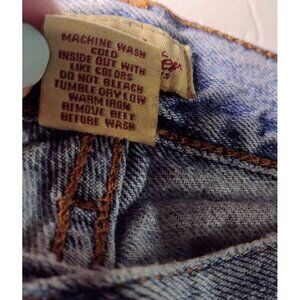 MACHINE WASH
COLD
INSIDE OUT WITH
LIKE COLORS
DO NOT BLEACH
TUMBLE DRY LOW
WARM IRON
REMOVE BELT
BEFORE WASH